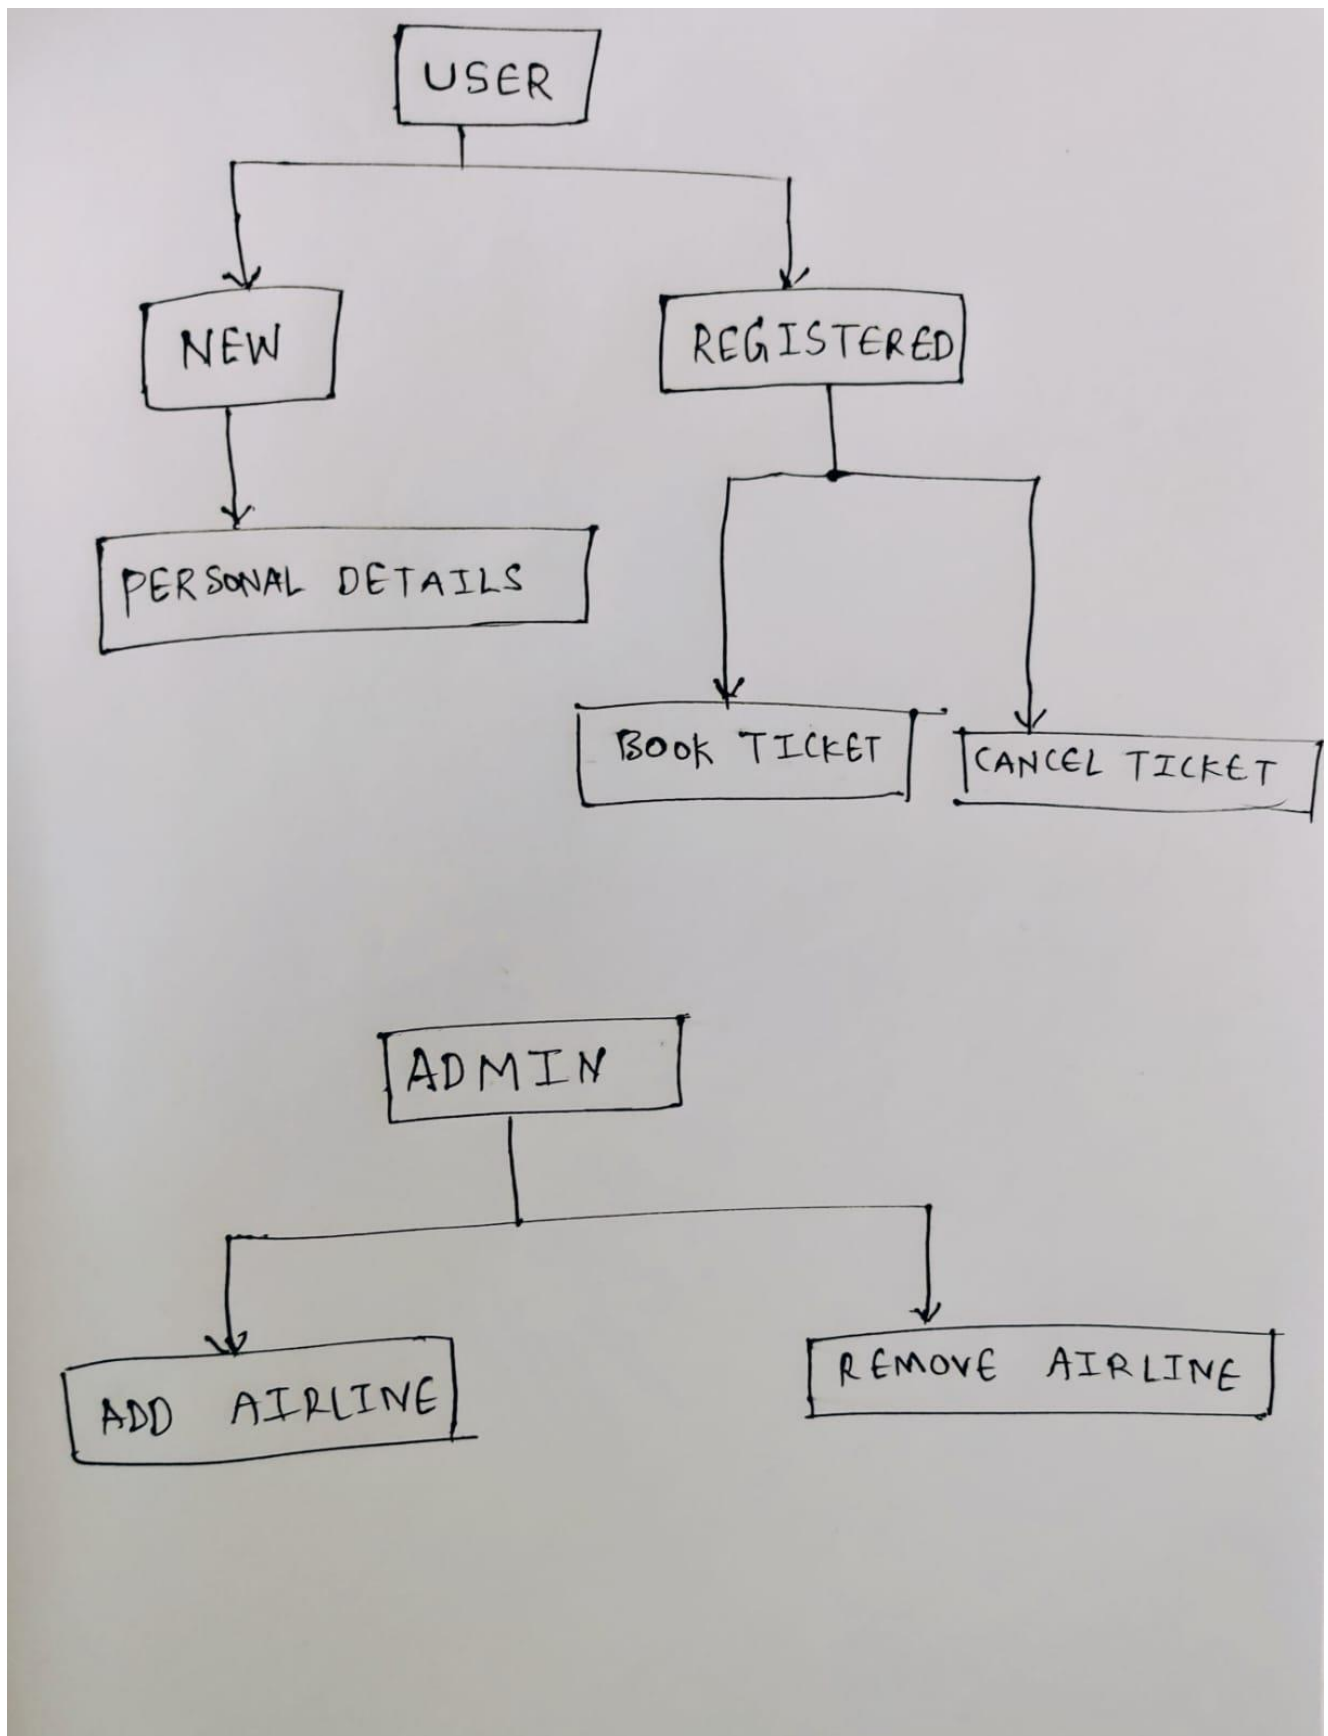 USER
NEW
REGISTERED
PERSONAL DETAILS
BOOK TICKET
CANCEL TICKET
ADMIN
ADD AIRLINE
REMOVE AIRLINE